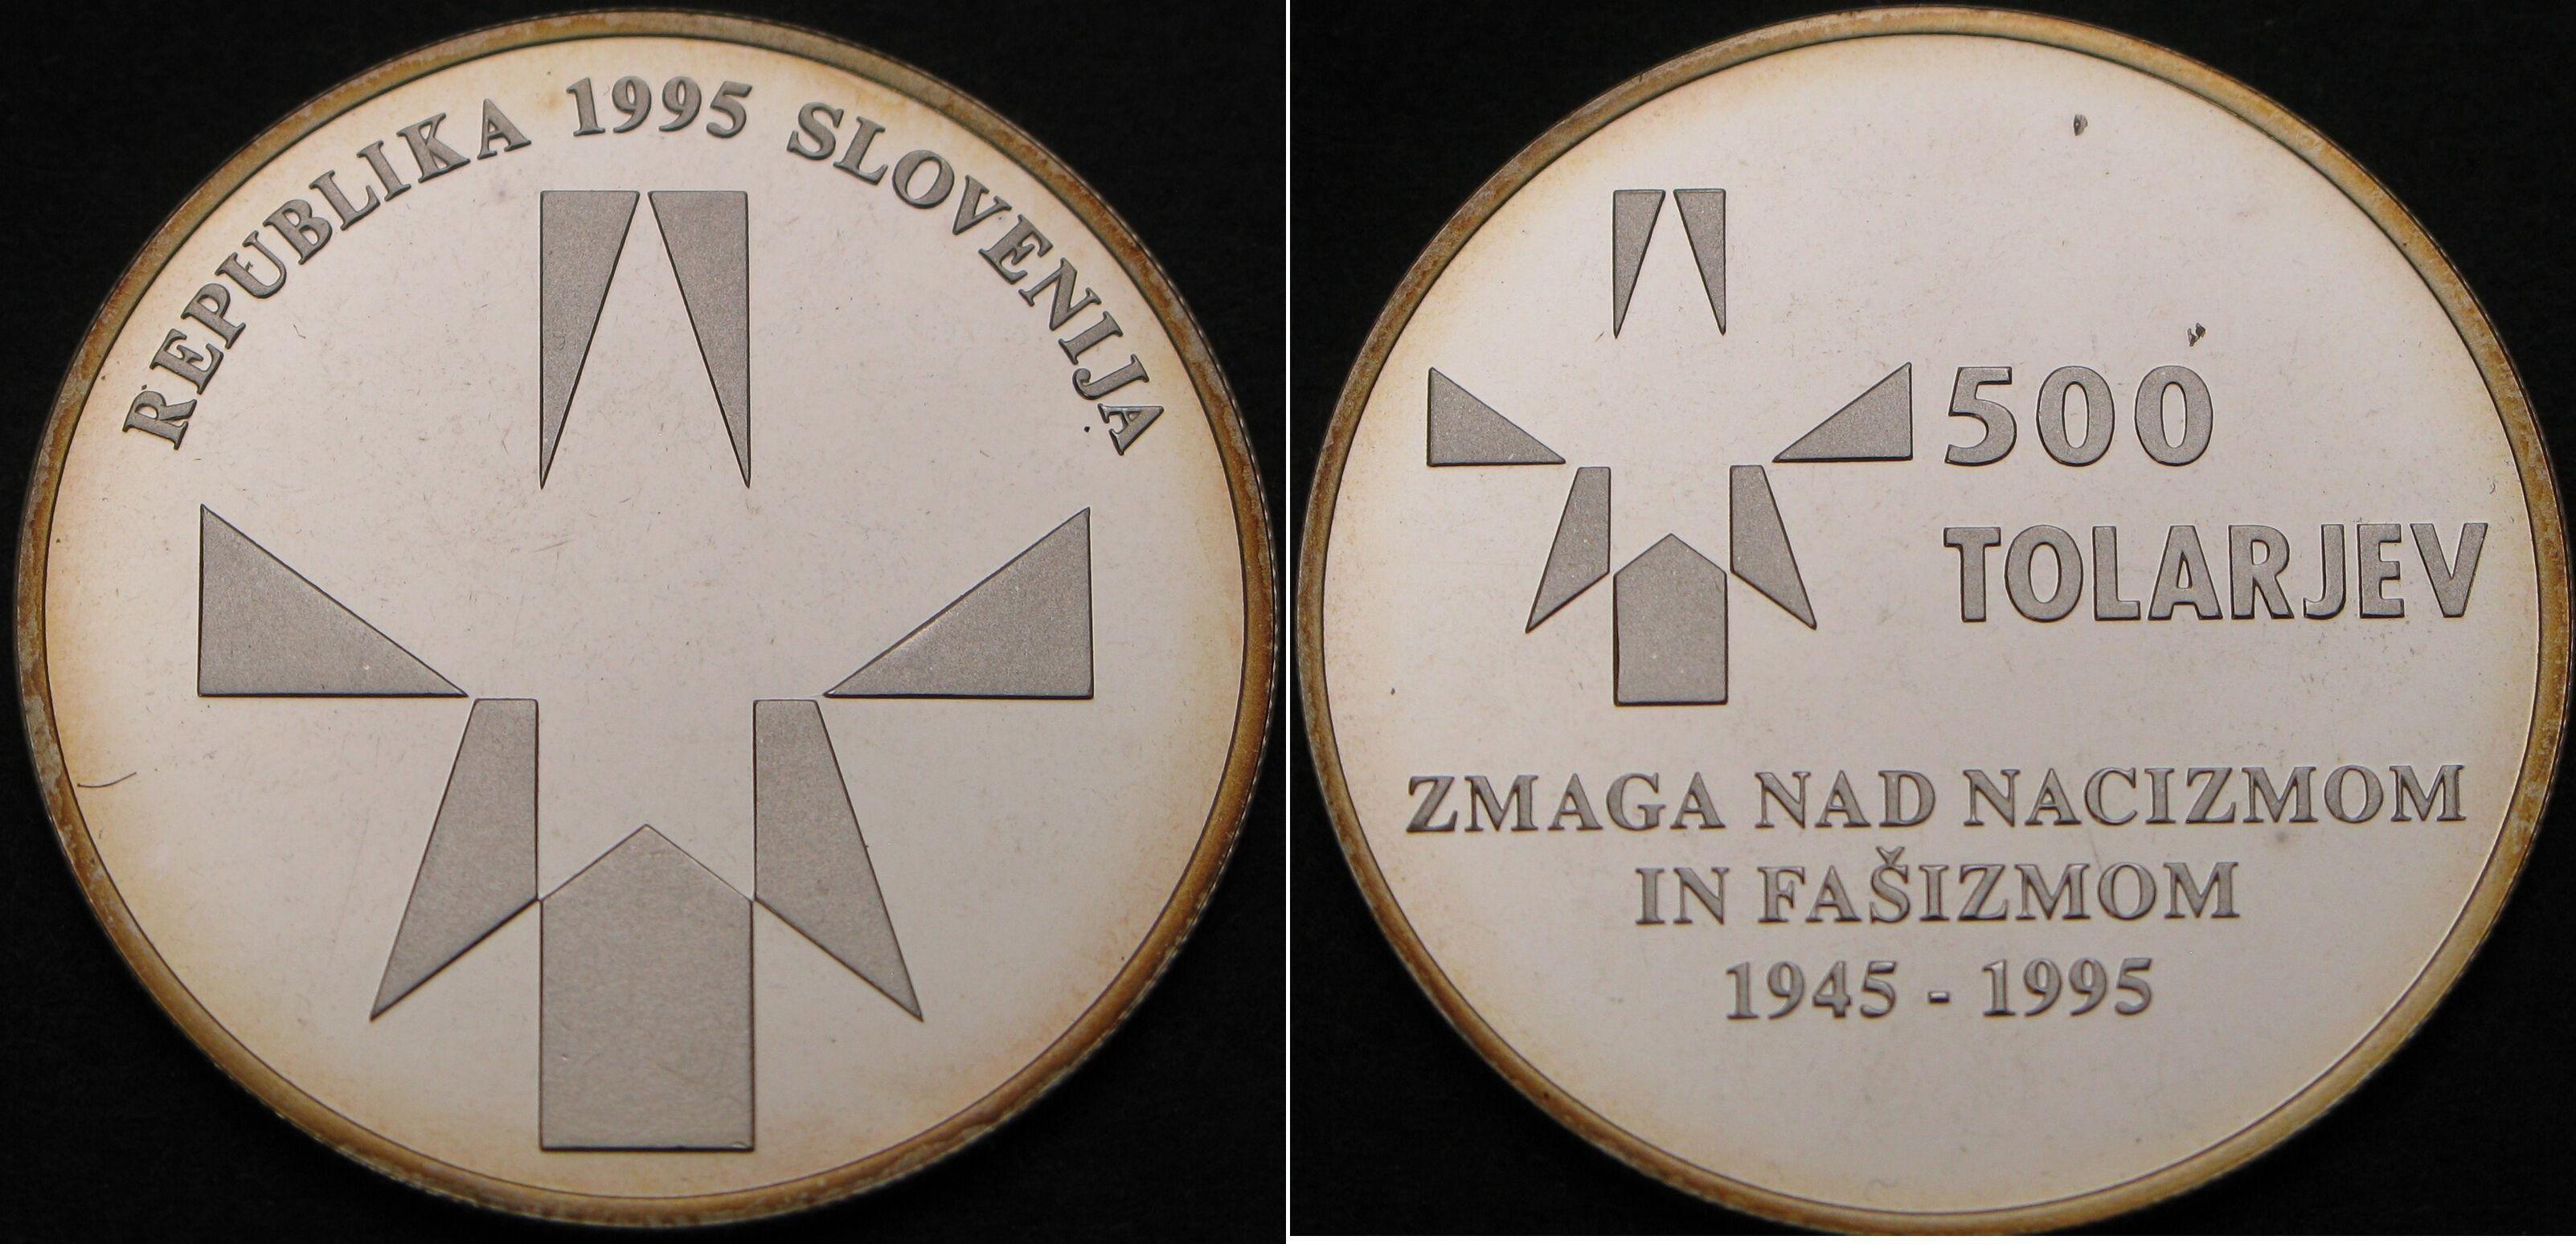 REPUBLIKA 1995 SLOVENIJA
500
TOLARJEV
ZMAGA NAD NACIZMOM
IN FAŠIZMOM
1945 - 1995